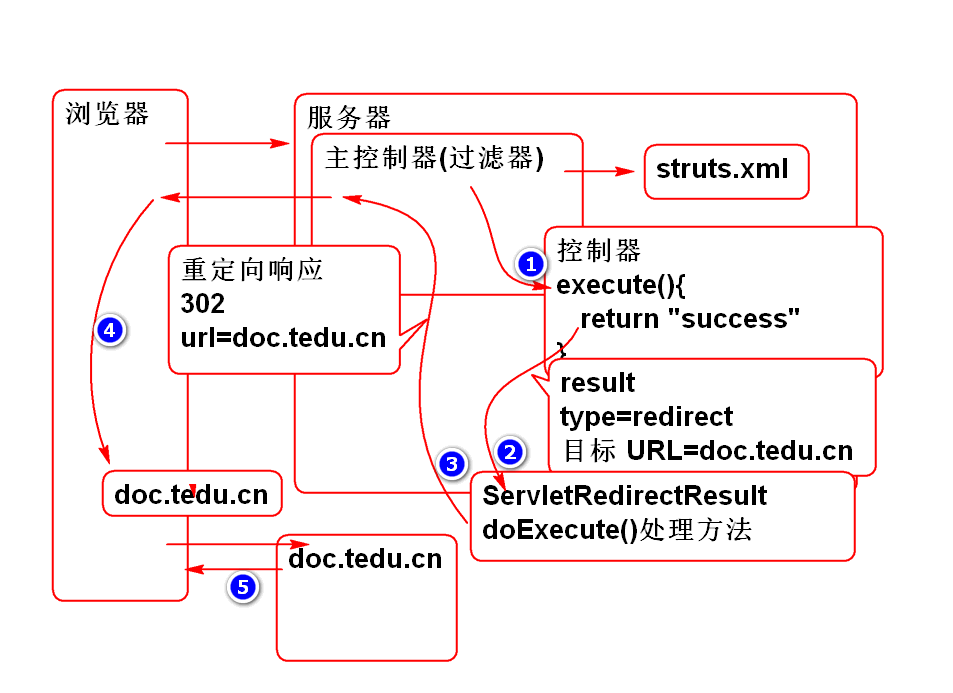 浏览器
服务器
主控制器(过滤器)
struts.xml
控制器
execute(){
return "success"
}
1
重定向响应
302
url=doc.tedu.cn
4
result
type=redirect
目标 URL=doc.tedu.cn
3
2
ServletRedirectResult
doExecute()处理方法
doc.tedu.cn
doc.tedu.cn
5